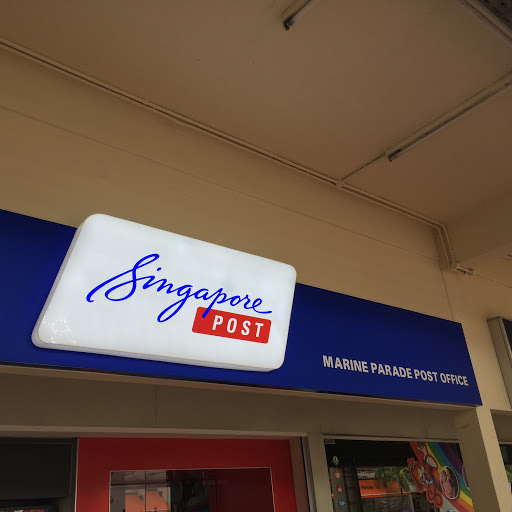 Singapore
POST
MARINE PARADE POST OFFICE